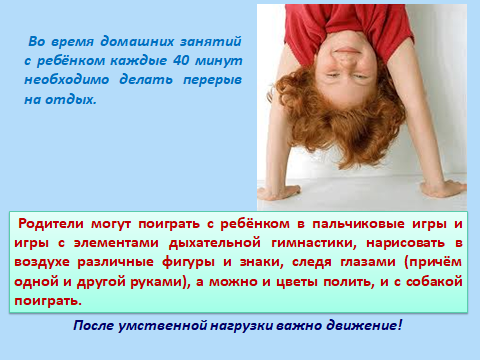 Во время домашних занятий
с ребёнком каждые 40 минут
необходимо делать перерыв
на отдых.
Родители могут поиграть с ребёнком в пальчиковые игры и
игры с элементами дыхательной гимнастики, нарисовать в
воздухе различные фигуры и знаки, следя глазами (причём
одной и другой руками), а можно и цветы полить, и с собакой
поиграть.
После умственной нагрузки важно движение!